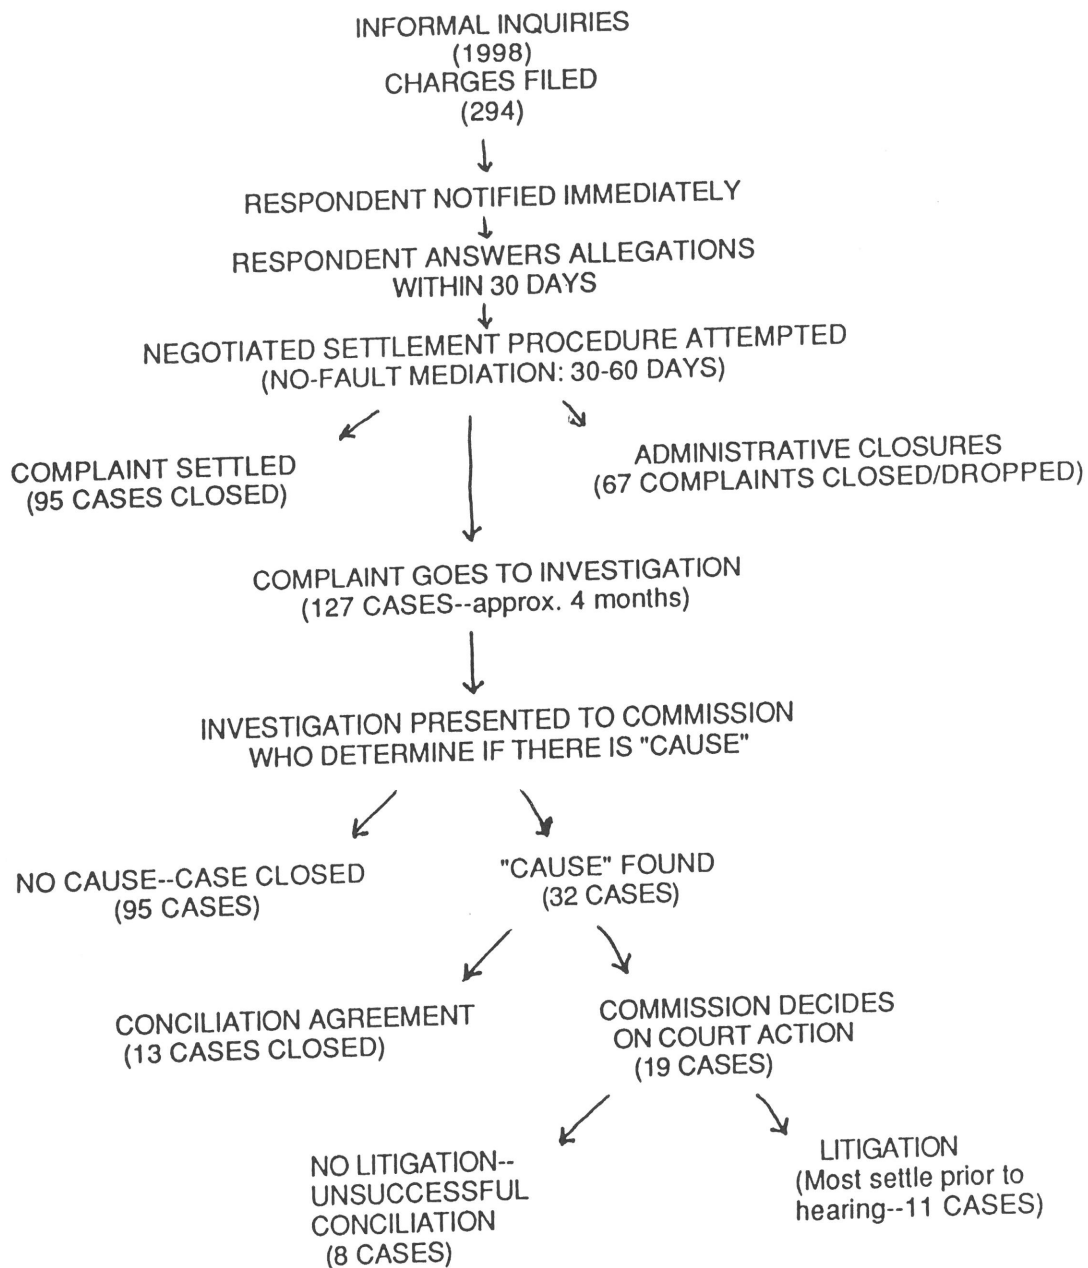 INFORMAL INQUIRIES
(1998)
CHARGES FILED
(294)
RESPONDENT NOTIFIED IMMEDIATELY
RESPONDENT ANSWERS ALLEGATIONS
WITHIN 30 DAYS
NEGOTIATED SETTLEMENT PROCEDURE ATTEMPTED
(NO-FAULT MEDIATION: 30-60 DAYS)
COMPLAINT SETTLED
(95 CASES CLOSED)
ADMINISTRATIVE CLOSURES
(67 COMPLAINTS CLOSED/DROPPED)
COMPLAINT GOES TO INVESTIGATION
(127 CASES--approx. 4 months)
INVESTIGATION PRESENTED TO COMMISSION
WHO DETERMINE IF THERE IS "CAUSE"
NO CAUSE--CASE CLOSED
(95 CASES)
"CAUSE" FOUND
(32 CASES)
CONCILIATION AGREEMENT
(13 CASES CLOSED)
COMMISSION DECIDES
ON COURT ACTION
(19 CASES)
NO LITIGATION--
UNSUCCESSFUL
CONCILIATION
(8 CASES)
LITIGATION
(Most settle prior to
hearing--11 CASES)